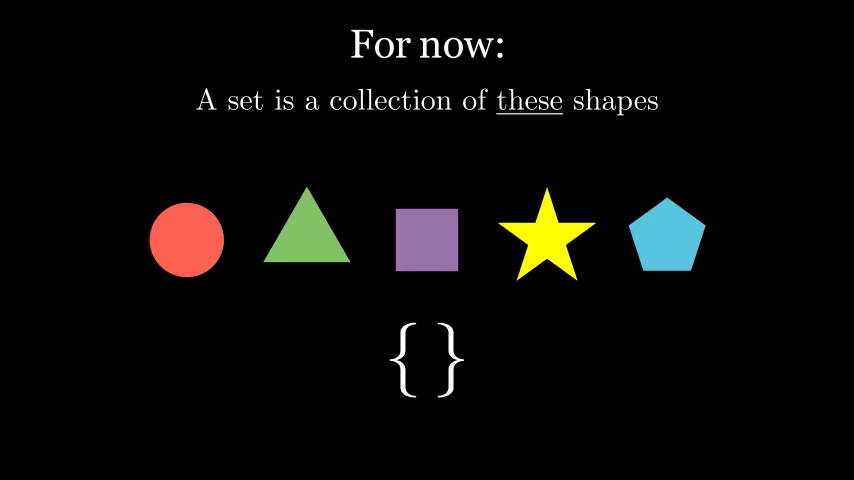 For now:
A set is a collection of these shapes
{ }